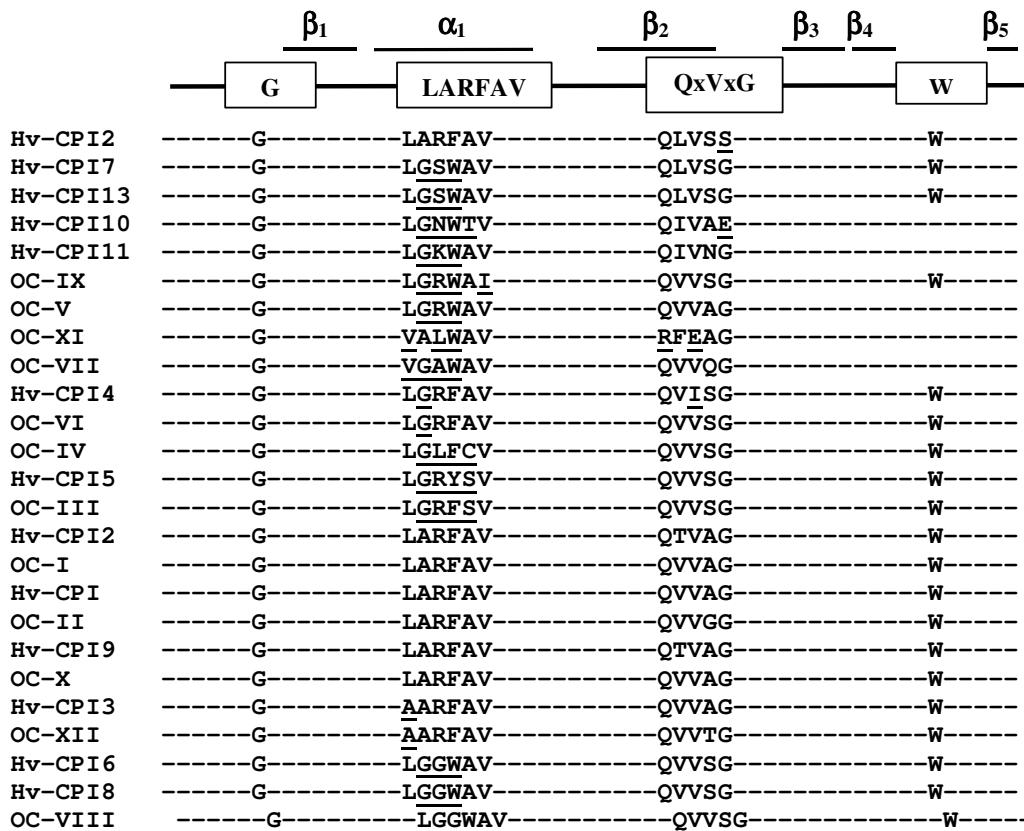 β1 α1 β2 β3 β4 β5
G LARFAV QxVxG W
Hv-CPI2 -------G---------LARFAV-----------QLVSS-------------W-----
Hv-CPI7 -------G---------LGSWAV-----------QLVSG-------------W-----
Hv-CPI13 -------G---------LGSWAV-----------QLVSG-------------W-----
Hv-CPI10 -------G---------LGNWTV-----------QIVAE-------------------
Hv-CPI11 -------G---------LGKWAV-----------QIVNG-------------------
OC-IX -------G---------LGRWAI-----------QVVSG-------------W-----
OC-V -------G---------LGRWAV-----------QVVAG-------------------
OC-XI -------G---------VALWAV-----------RFEAG-------------------
OC-VII -------G---------VGAWAV-----------QVVQG-------------------
Hv-CPI4 -------G---------LGRFAV-----------QVISG-------------W-----
OC-VI -------G---------LGRFAV-----------QVVSG-------------W-----
OC-IV -------G---------LGLFCV-----------QVVSG-------------W-----
Hv-CPI5 -------G---------LGRYSV-----------QVVSG-------------W-----
OC-III -------G---------LGRFSV-----------QVVSG-------------W-----
Hv-CPI2 -------G---------LARFAV-----------QTVAG-------------W-----
OC-I -------G---------LARFAV-----------QVVAG-------------W-----
Hv-CPI -------G---------LARFAV-----------QVVAG-------------W-----
OC-II -------G---------LARFAV-----------QVVGG-------------W-----
Hv-CPI9 -------G---------LARFAV-----------QTVAG-------------W-----
OC-X -------G---------LARFAV-----------QVVAG-------------W-----
Hv-CPI3 -------G---------AARFAV-----------QVVAG-------------W-----
OC-XII -------G---------AARFAV-----------QVVTG-------------W-----
Hv-CPI6 -------G---------LGGWAV-----------QVVSG-------------W-----
Hv-CPI8 -------G---------LGGWAV-----------QVVSG-------------W-----
OC-VIII -------G---------LGGWAV-----------QVVSG-------------W-----